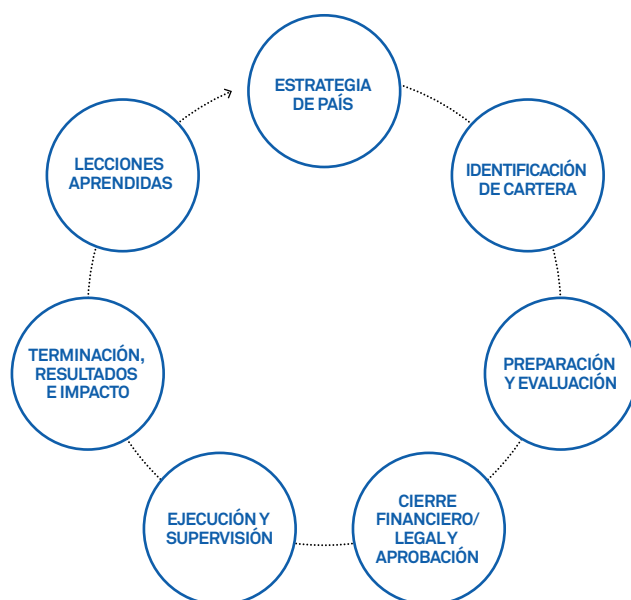 ESTRATEGIA
DE PAÍS
IDENTIFICACIÓN
DE CARTERA
PREPARACIÓN
Y EVALUACIÓN
CIERRE
FINANCIERO/
LEGAL Y
APROBACIÓN
EJECUCIÓN Y
SUPERVISIÓN
TERMINACIÓN,
RESULTADOS
E IMPACTO
LECCIONES
APRENDIDAS